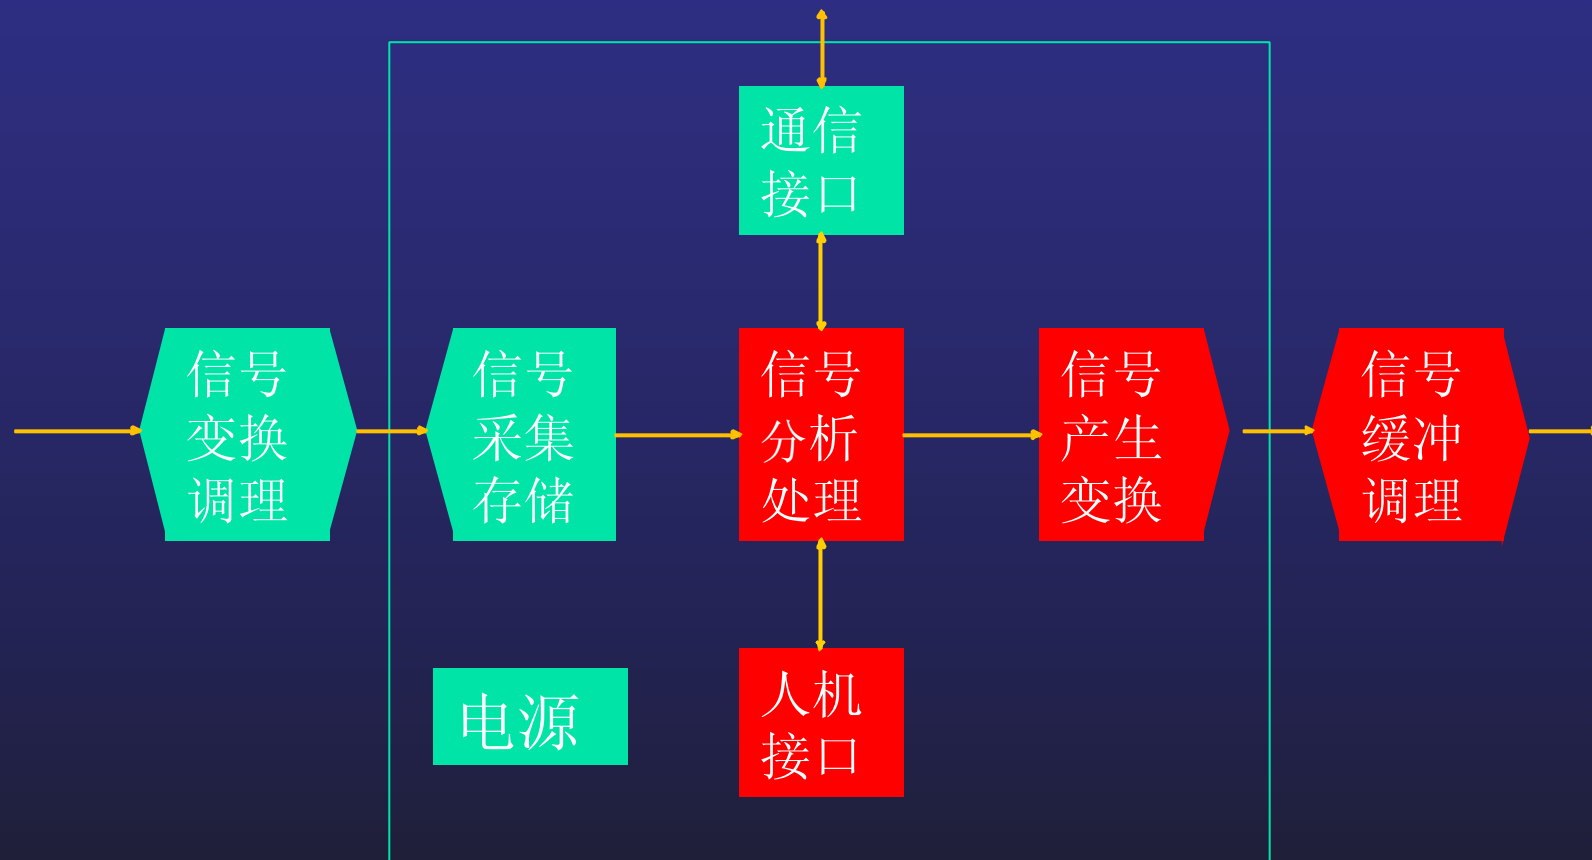 通信
接口
信号
变换
调理
信号
采集
存储
信号
分析
处理
信号
产生
变换
信号
缓冲
调理
电源
人机
接口